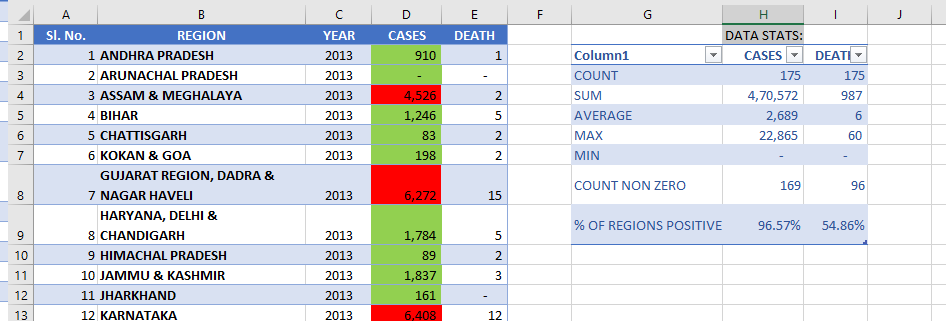 A B C D E F G H I J
1 Sl. No. REGION YEAR CASES DEATH DATA STATS:
2 1 ANDHRA PRADESH 2013 910 1 Column1 CASES DEATH
3 2 ARUNACHAL PRADESH 2013 - - COUNT 175 175
4 3 ASSAM & MEGHALAYA 2013 4,526 2 SUM 4,70,572 987
5 4 BIHAR 2013 1,246 5 AVERAGE 2,689 6
6 5 CHATTISGARH 2013 83 2 MAX 22,865 60
7 6 KOKAN & GOA 2013 198 2 MIN - -
GUJARAT REGION, DADRA &
8 7 NAGAR HAVELI 2013 6,272 15 COUNT NON ZERO 169 96
HARYANA, DELHI &
9 8 CHANDIGARH 2013 1,784 5 % OF REGIONS POSITIVE 96.57% 54.86%
10 9 HIMACHAL PRADESH 2013 89 2
11 10 JAMMU & KASHMIR 2013 1,837 3
12 11 JHARKHAND 2013 161 -
13 12 KARNATAKA 2013 6,408 12